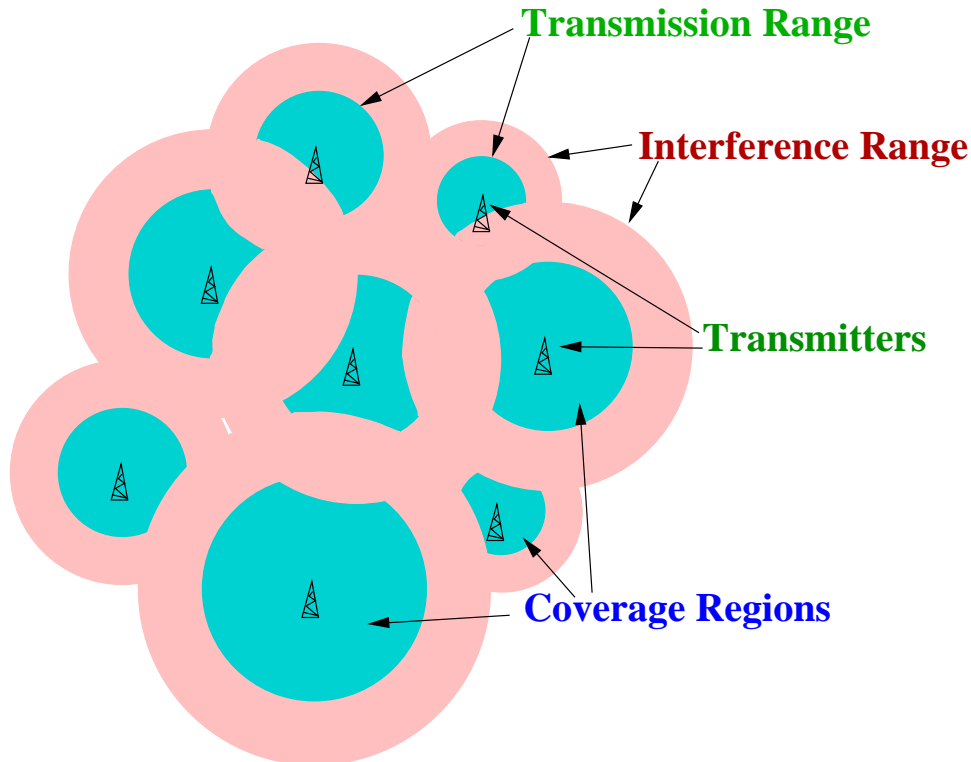 Transmission Range
Interference Range
Transmitters
Coverage Regions